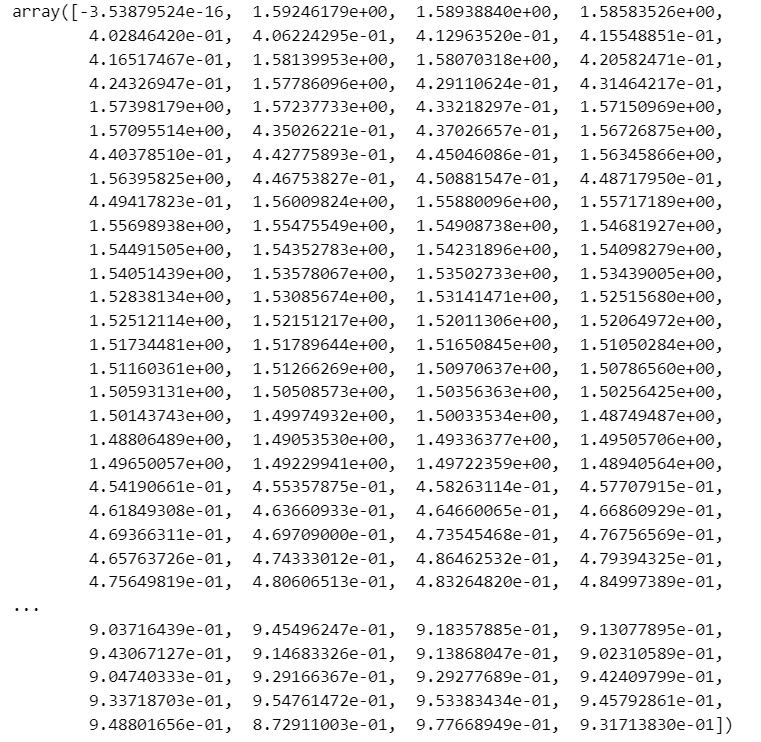 array([-3.53879524e-16, 1.59246179e+00, 1.58938840e+00, 1.58583526e+00,
4.02846420e-01, 4.06224295e-01, 4.12963520e-01, 4.15548851e-01,
4.16517467e-01, 1.58139953e+00, 1.58070318e+00, 4.20582471e-01,
4.24326947e-01, 1.57786096e+00, 4.29110624e-01, 4.31464217e-01,
1.57398179e+00, 1.57237733e+00, 4.33218297e-01, 1.57150969e+00,
1.57095514e+00, 4.35026221e-01, 4.37026657e-01, 1.56726875e+00,
4.40378510e-01, 4.42775893e-01, 4.45046086e-01, 1.56345866e+00,
1.56395825e+00, 4.46753827e-01, 4.50881547e-01, 4.48717950e-01,
4.49417823e-01, 1.56009824e+00, 1.55880096e+00, 1.55717189e+00,
1.55698938e+00, 1.55475549e+00, 1.54908738e+00, 1.54681927e+00,
1.54491505e+00, 1.54352783e+00, 1.54231896e+00, 1.54098279e+00,
1.54051439e+00, 1.53578067e+00, 1.53502733e+00, 1.53439005e+00,
1.52838134e+00, 1.53085674e+00, 1.53141471e+00, 1.52515680e+00,
1.52512114e+00, 1.52151217e+00, 1.52011306e+00, 1.52064972e+00,
1.51734481e+00, 1.51789644e+00, 1.51650845e+00, 1.51050284e+00,
1.51160361e+00, 1.51266269e+00, 1.50970637e+00, 1.50786560e+00,
1.50593131e+00, 1.50508573e+00, 1.50356363e+00, 1.50256425e+00,
1.50143743e+00, 1.49974932e+00, 1.50033534e+00, 1.48749487e+00,
1.48806489e+00, 1.49053530e+00, 1.49336377e+00, 1.49505706e+00,
1.49650057e+00, 1.49229941e+00, 1.49722359e+00, 1.48940564e+00,
4.54190661e-01, 4.55357875e-01, 4.58263114e-01, 4.57707915e-01,
4.61849308e-01, 4.63660933e-01, 4.64660065e-01, 4.66860929e-01,
4.69366311e-01, 4.69709000e-01, 4.73545468e-01, 4.76756569e-01,
4.65763726e-01, 4.74333012e-01, 4.86462532e-01, 4.79394325e-01,
4.75649819e-01, 4.80606513e-01, 4.83264820e-01, 4.84997389e-01,
...
9.03716439e-01, 9.45496247e-01, 9.18357885e-01, 9.13077895e-01,
9.43067127e-01, 9.14683326e-01, 9.13868047e-01, 9.02310589e-01,
9.04740333e-01, 9.29166367e-01, 9.29277689e-01, 9.42409799e-01,
9.33718703e-01, 9.54761472e-01, 9.53383434e-01, 9.45792861e-01,
9.48801656e-01, 8.72911003e-01, 9.77668949e-01, 9.31713830e-01])